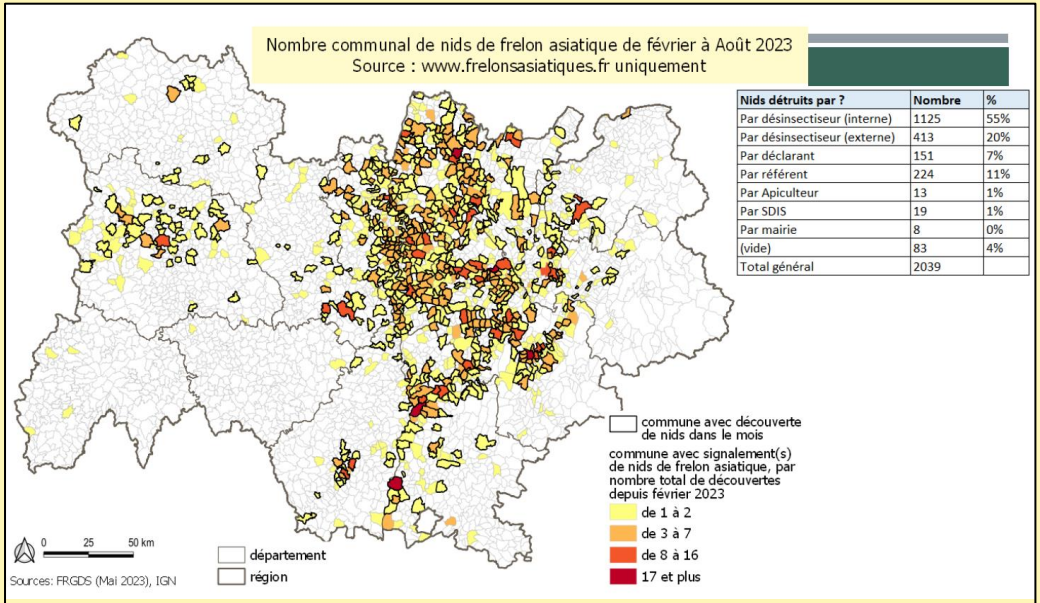 Nombre communal de nids de frelon asiatique de février à Août 2023
Source : www.frelonsasiatiques.fr uniquement
Nids détruits par ? Nombre %
Par désinsectiseur (interne) 1125 55%
Par désinsectiseur (externe) 413 20%
Par déclarant 151 7%
Par référent 224 11%
Par Apiculteur 13 1%
Par SDIS 19 1%
Par mairie 8 0%
(vide) 83 4%
Total général 2039
commune avec découverte
de nids dans le mois
commune avec signalement(s)
de nids de frelon asiatique, par
nombre total de découvertes
depuis février 2023
de 1 à 2
de 3 à 7
de 8 à 16
17 et plus
0 25 50 km
département
région
Sources: FRGDS (Mai 2023), IGN